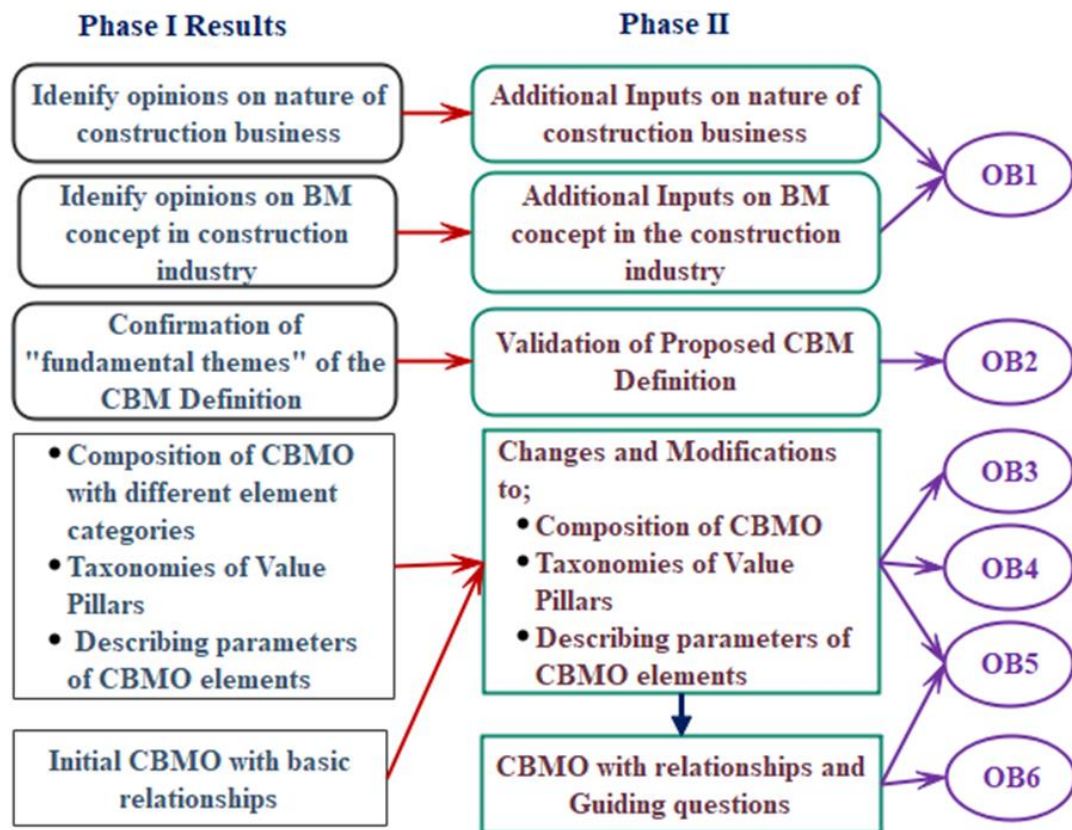 Phase I Results
Phase II
Idenify opinions on nature of
construction business
Additional Inputs on nature of
construction business
OB1
Idenify opinions on BM
concept in construction
industry
Additional Inputs on BM
concept in the construction
industry
Confirmation of
"fundamental themes" of the
CBM Definition
Validation of Proposed CBM
Definition
OB2
• Composition of CBMO
with different element
categories
• Taxonomies of Value
Pillars
• Describing parameters
of CBMO elements
Changes and Modifications
to;
• Composition of CBMO
• Taxonomies of Value
Pillars
• Describing parameters of
CBMO elements
OB3
OB4
OB5
Initial CBMO with basic
relationships
CBMO with relationships and
Guiding questions
OB6